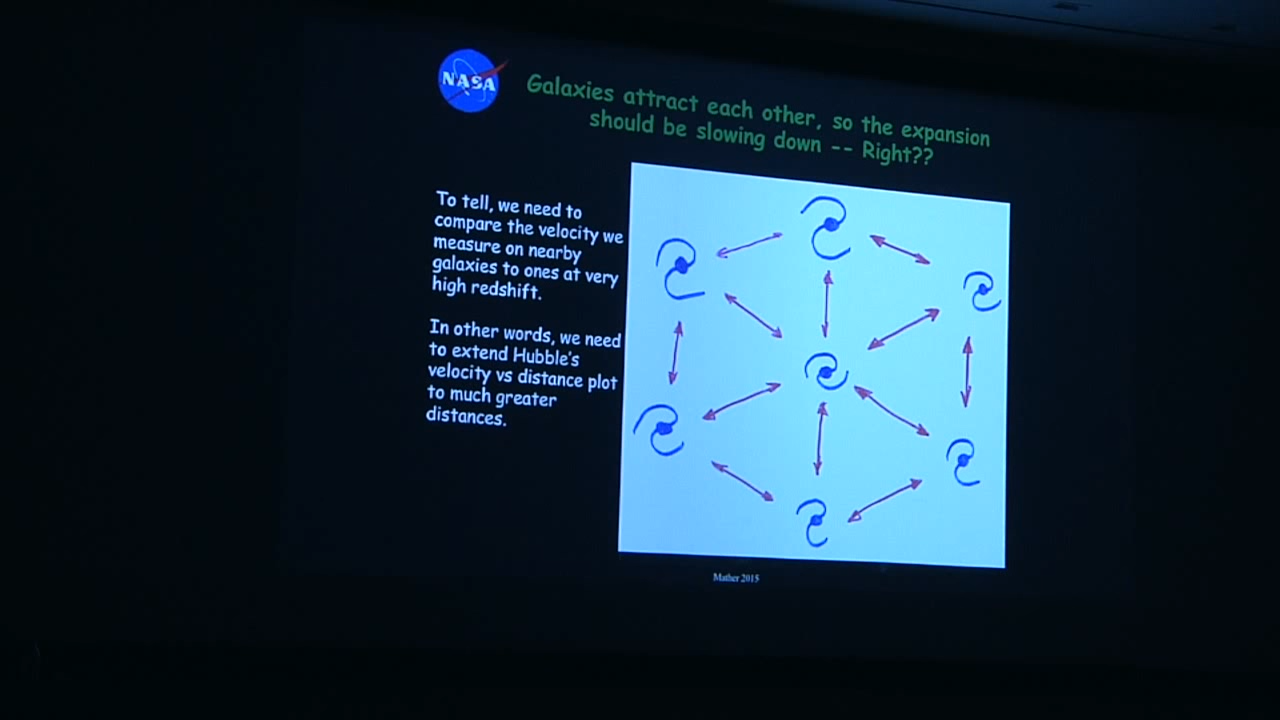 NASA
Galaxies attract each other, so the expansion
should be slowing down -- Right??
To tell, we need to
compare the velocity we
measure on nearby
galaxies to ones at very
high redshift.
In other words, we need
to extend Hubble's
velocity vs distance plot
to much greater
distances.
Mather 2015